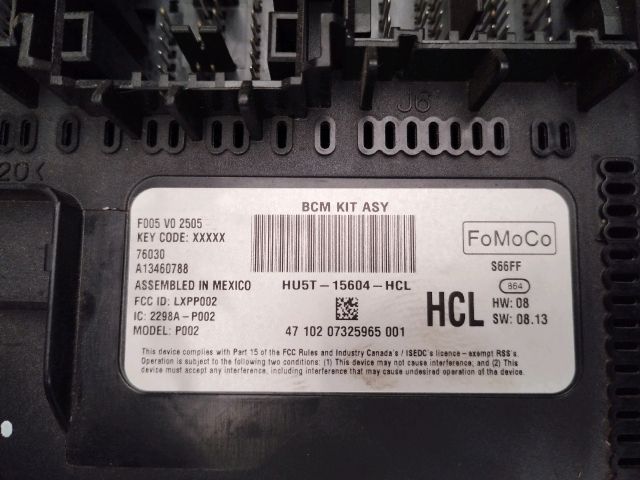 J6
20<
BCM KIT ASY
F005 V0 2505
KEY CODE: XXXXX
76030
A13460788
ASSEMBLED IN MEXICO
FCC ID: LXPP002
IC: 2298A-P002
MODEL: P002
HU5T-15604-HCL
47 102 07325965 001
FoMoCo
S66FF
864
HCL
HW: 08
SW: 08.13
This device complies with Part 15 of the FCC Rules and Industry Canada's / ISEDC's licence - exempt RSS's.
Operation is subject to the following two conditions: (1) This device may not cause interference, and (2) This
device must accept any interference, including interference that may cause undesired operation of the device.